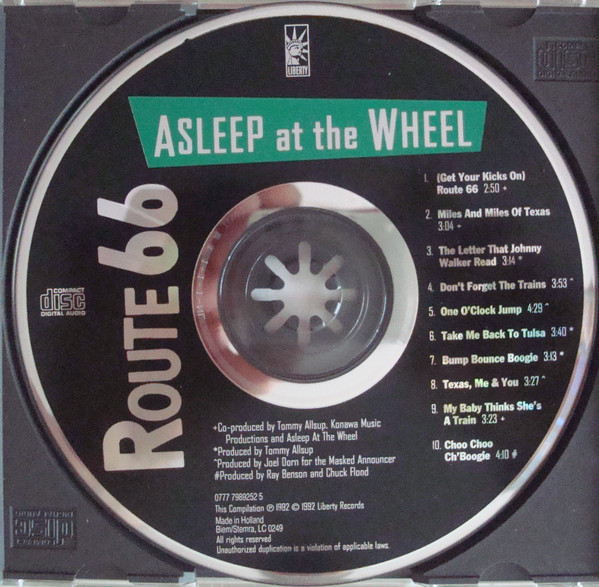 LIBERTY
ASLEEP at the WHEEL
ROUTE 66
COMPACT
disc
DIGITAL AUDIO
1. (Get Your Kicks On)
Route 66 2:50 +
2. Miles And Miles Of Texas
3:04 +
3. The Letter That Johnny
Walker Read 3:14 *
4. Don't Forget The Trains 3:53 ^
5. One O'Clock Jump 4:29 ^
6. Take Me Back To Tulsa 3:40 *
7. Bump Bounce Boogie 3:13 *
8. Texas, Me & You 3:27 ^
9. My Baby Thinks She's
A Train 3:23 +
10. Choo Choo
Ch'Boogie 4:10 #
+Co-produced by Tommy Allsup, Konawa Music
Productions and Asleep At The Wheel
*Produced by Tommy Allsup
^Produced by Joel Dorn for the Masked Announcer
#Produced by Ray Benson and Chuck Flond
0777 7989252 5
This Compilation ℗ 1992 © 1992 Liberty Records
Made in Holland
Biem/Stemra, LC 0249
All rights reserved
Unauthorized duplication is a violation of applicable laws.